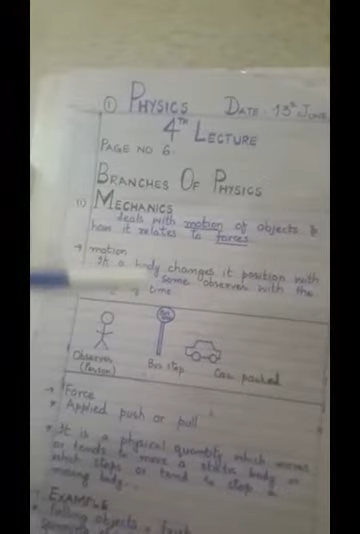 ① PHYSICS DATE : 13th JUNE
4TH LECTURE
PAGE NO 6.
BRANCHES OF PHYSICS
1) MECHANICS
deals with motion of objects &
how it relates to forces
→ motion
If a body changes it position with
some observer with the
time
Observer
(Person)
Bus stop
Car parked
→ Force
* Applied push or pull
* It is a physical quantity which moves
or tends to move a static body or
which stops or tend to stop a
moving body..
EXAMPLE
Falling objects,